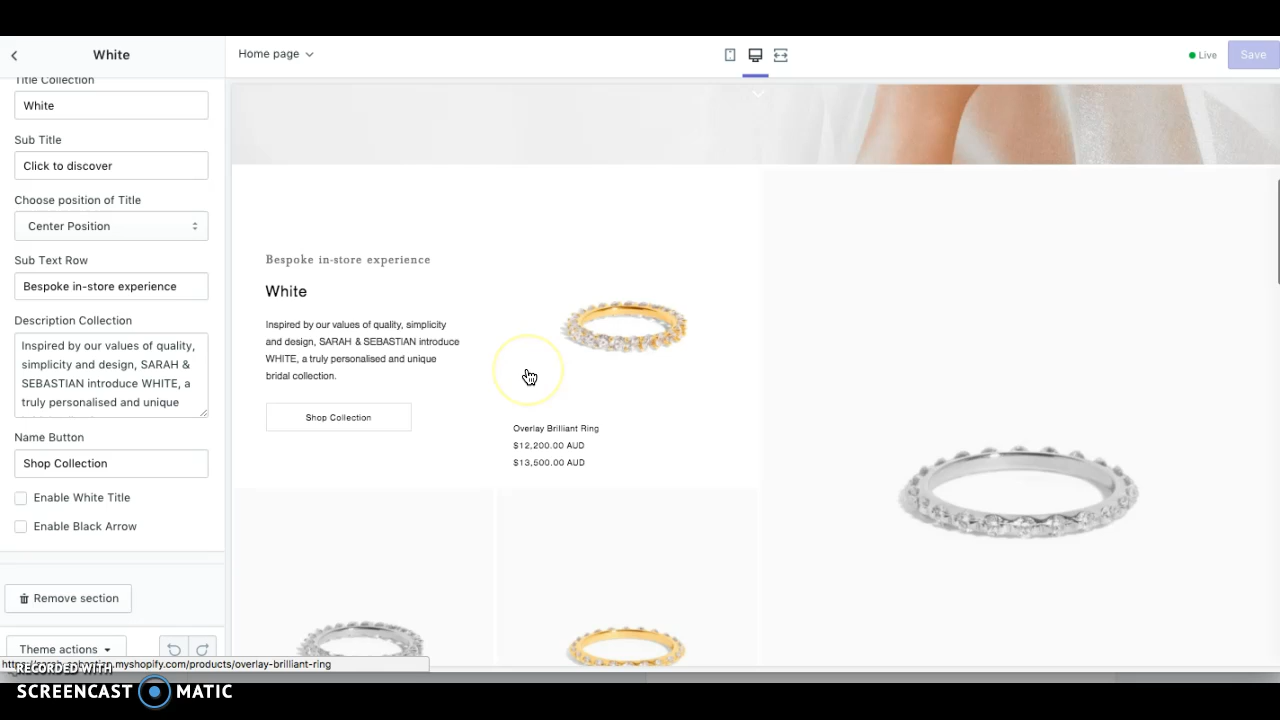 White
Home page
Live
Save
Title Collection
White
Sub Title
Click to discover
Choose position of Title
Center Position
Sub Text Row
Bespoke in-store experience
Description Collection
Inspired by our values of quality,
simplicity and design, SARAH &
SEBASTIAN introduce WHITE, a
truly personalised and unique
Name Button
Shop Collection
Enable White Title
Enable Black Arrow
Remove section
Theme actions
Bespoke in-store experience
White
Inspired by our values of quality, simplicity
and design, SARAH & SEBASTIAN introduce
WHITE, a truly personalised and unique
bridal collection.
Shop Collection
Overlay Brilliant Ring
$12,200.00 AUD
$13,500.00 AUD
.myshopify.com/products/overlay-brilliant-ring
RECORDED WITH
SCREENCAST MATIC